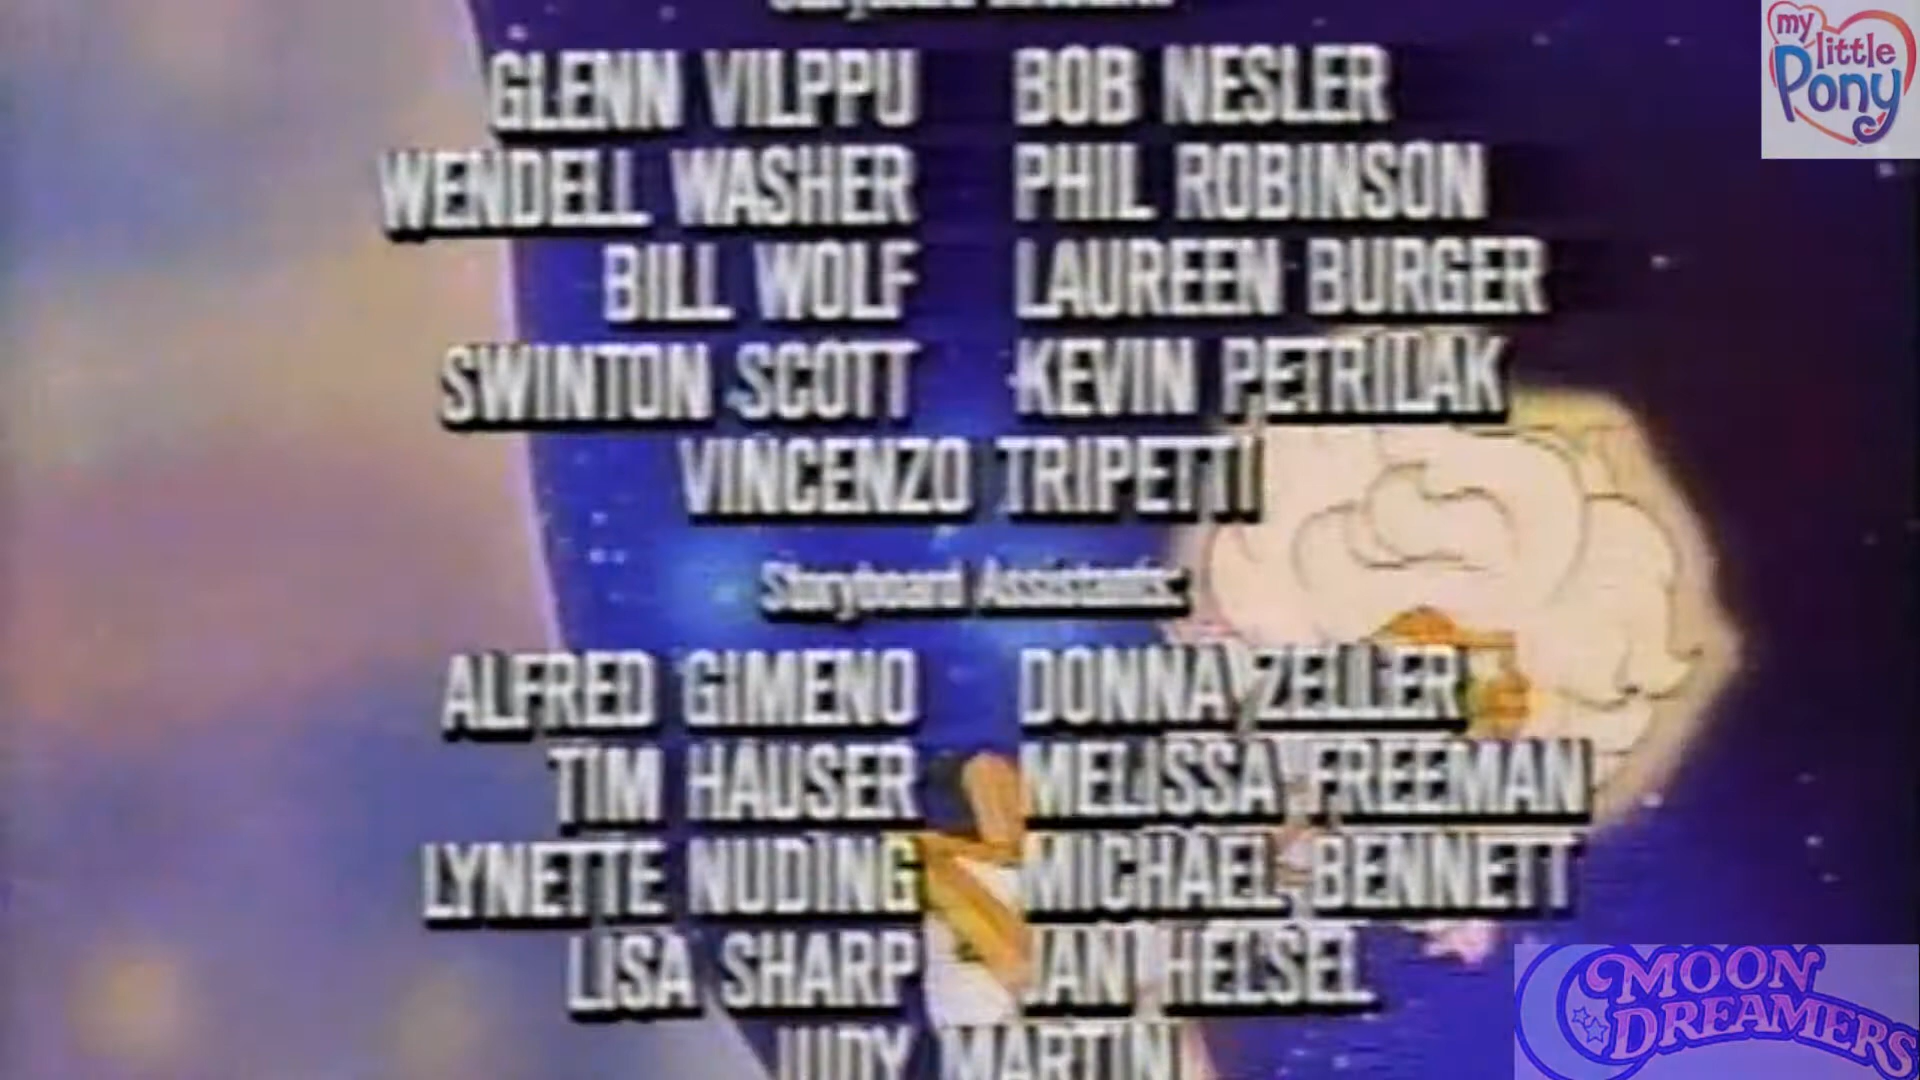 my
little
Pony
GLENN VILPPU BOB NESLER
WENDELL WASHER PHIL ROBINSON
BILL WOLF LAUREEN BURGER
SWINTON SCOTT KEVIN PETRILAK
VINCENZO TRIPETTI
Storyboard Assistants:
ALFRED GIMENO DONNA ZELLER
TIM HAUSER MELISSA FREEMAN
LYNETTE NUDING MICHAEL BENNETT
LISA SHARP JAN HELSEL
JUDY MARTIN
MOON
DREAMERS